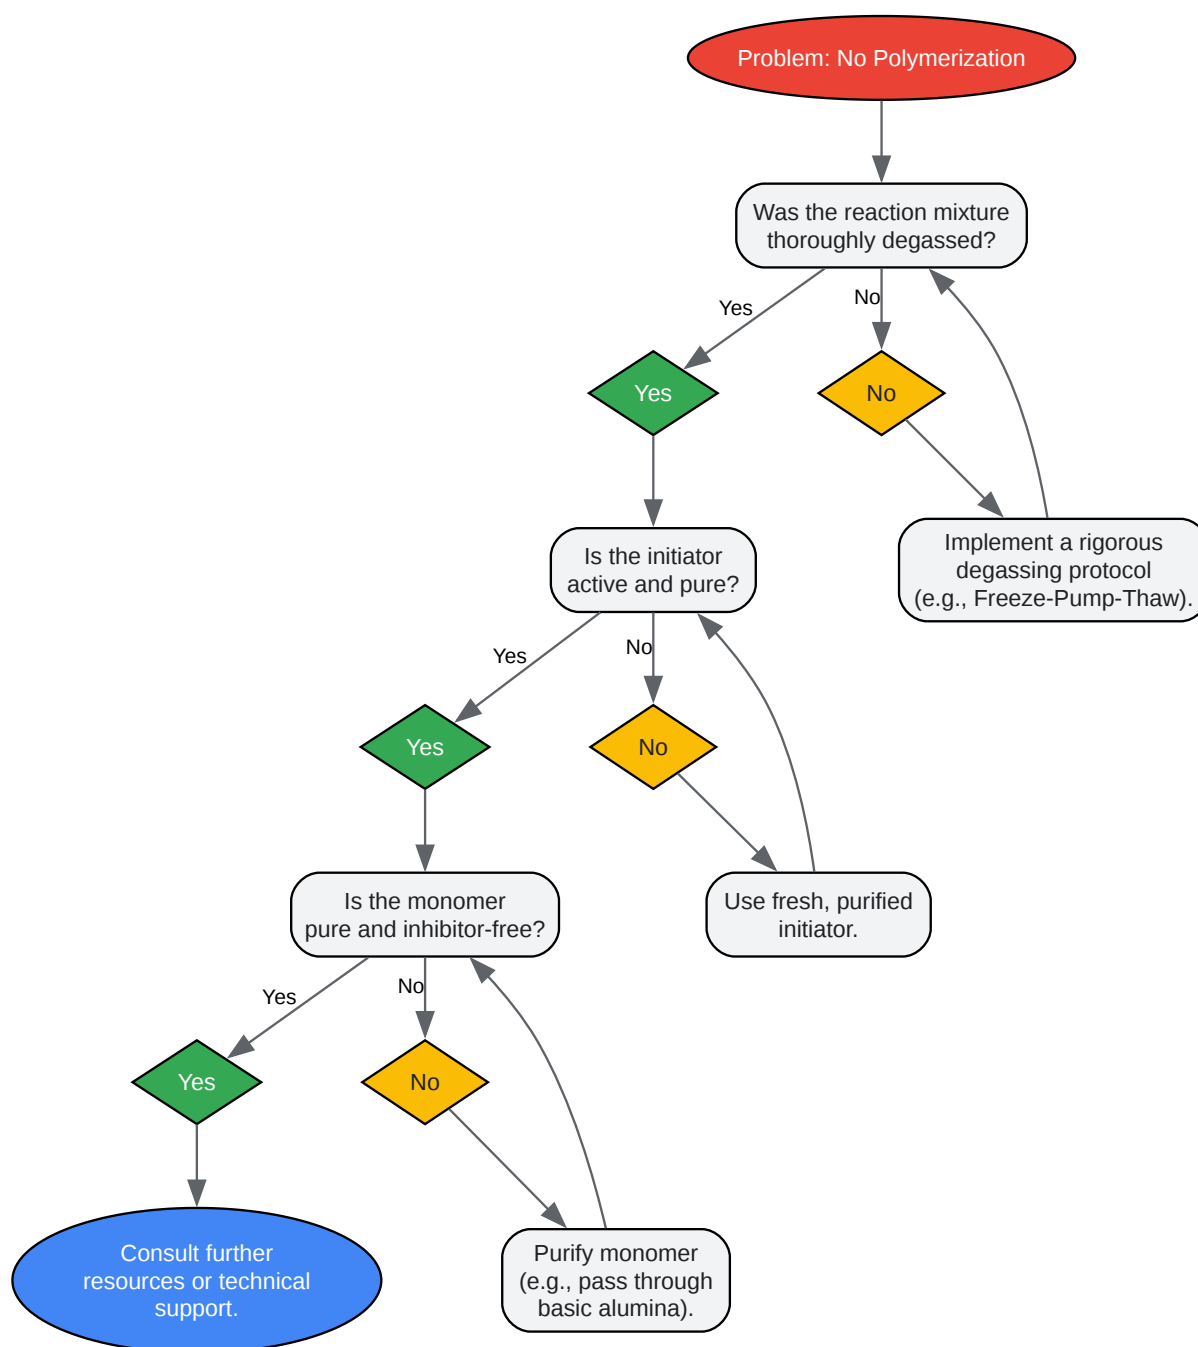 Problem: No Polymerization
Was the reaction mixture
thoroughly degassed?
Yes
No
Yes
No
Implement a rigorous
degassing protocol
(e.g., Freeze-Pump-Thaw).
Is the initiator
active and pure?
Yes
No
Yes
No
Use fresh, purified
initiator.
Is the monomer
pure and inhibitor-free?
Yes
No
Yes
No
Consult further
resources or technical
support.
Purify monomer
(e.g., pass through
basic alumina).